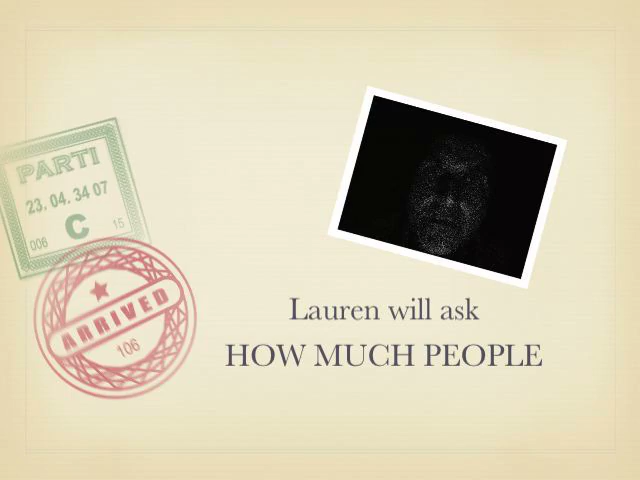 PARTI
23. 04. 34 07
C
006
15
ARRIVED
106
Lauren will ask
HOW MUCH PEOPLE